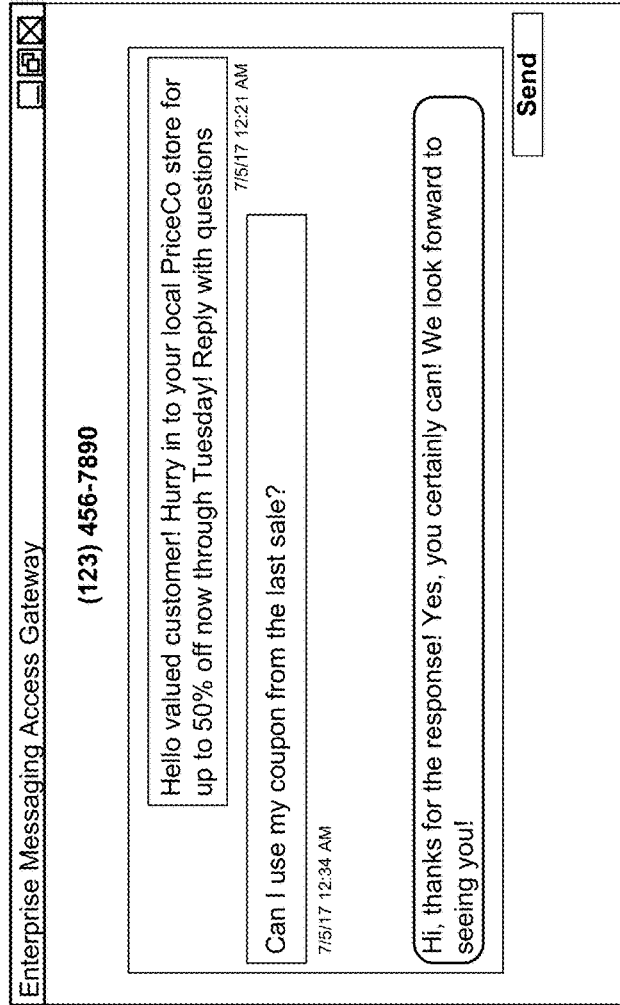 Enterprise Messaging Access Gateway
(123) 456-7890
Hello valued customer! Hurry in to your local PriceCo store for
up to 50% off now through Tuesday! Reply with questions
7/5/17 12:21 AM
Can I use my coupon from the last sale?
7/5/17 12:34 AM
Hi, thanks for the response! Yes, you certainly can! We look forward to
seeing you!
Send